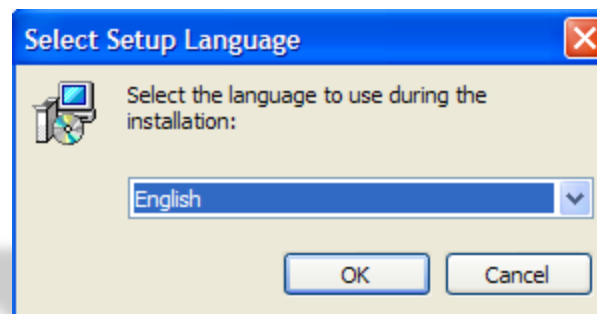 Select Setup Language
Select the language to use during the
installation:
English
OK
Cancel